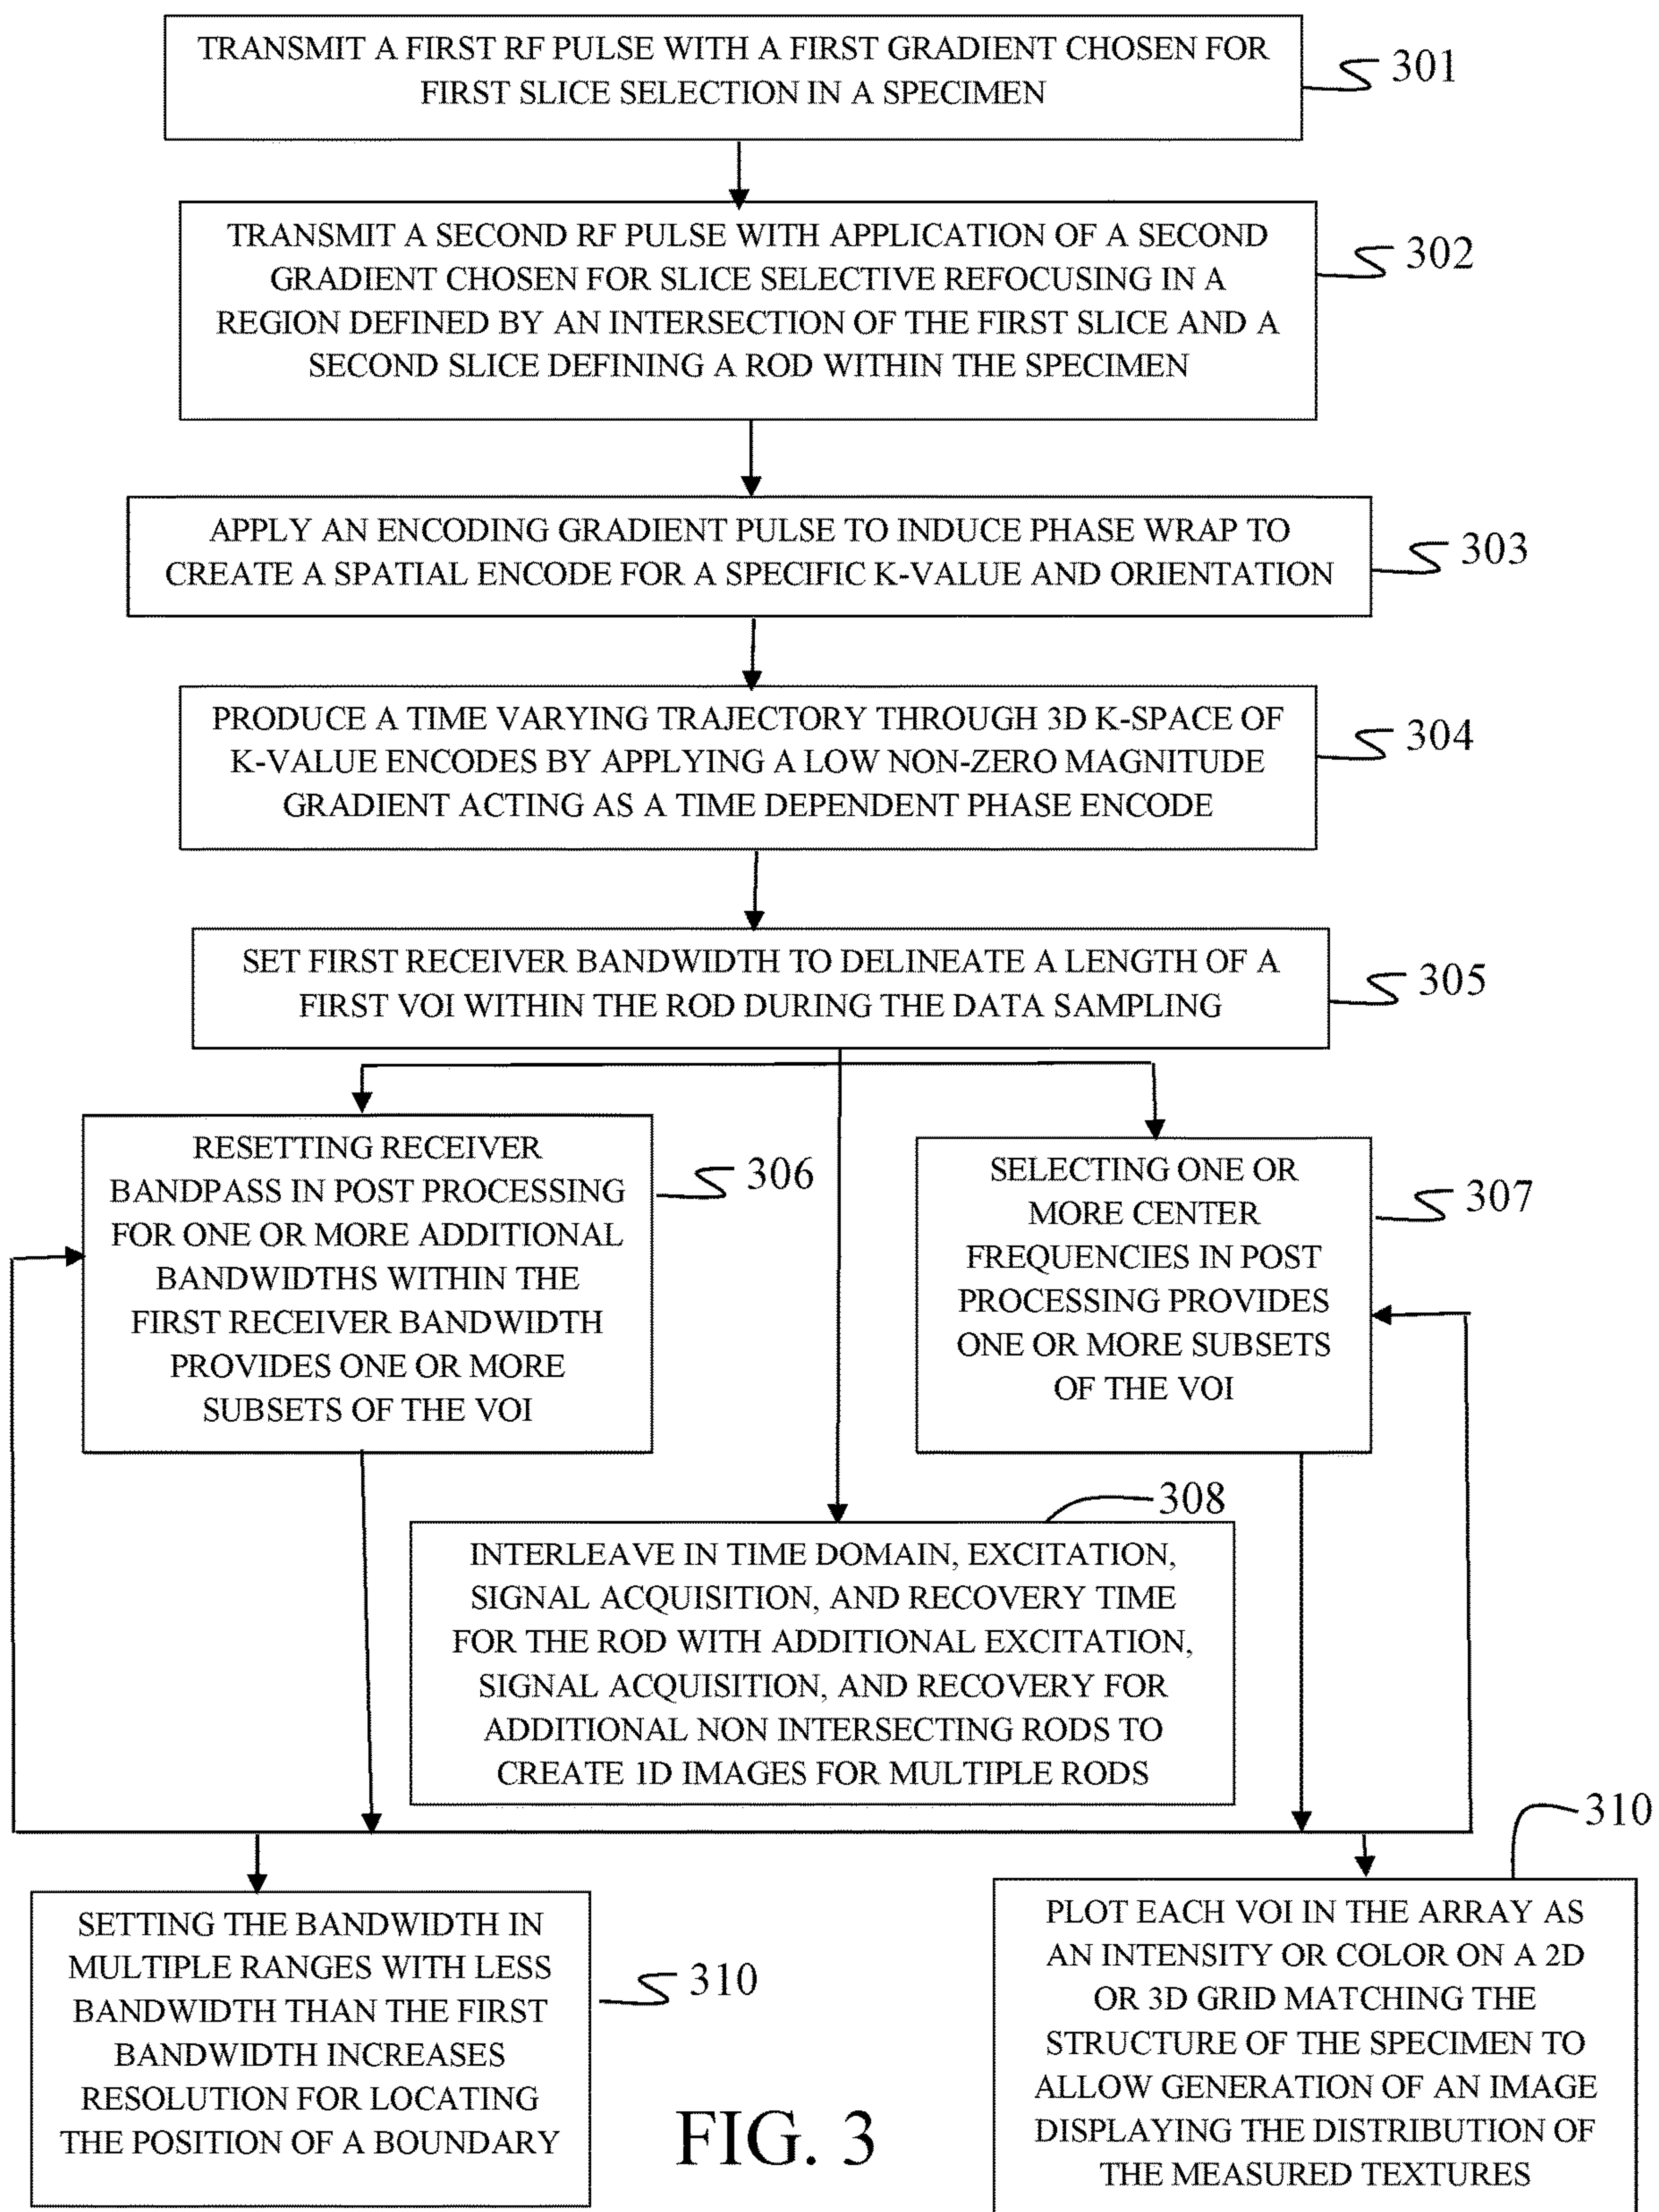 TRANSMIT A FIRST RF PULSE WITH A FIRST GRADIENT CHOSEN FOR
FIRST SLICE SELECTION IN A SPECIMEN
301
TRANSMIT A SECOND RF PULSE WITH APPLICATION OF A SECOND
GRADIENT CHOSEN FOR SLICE SELECTIVE REFOCUSING IN A
REGION DEFINED BY AN INTERSECTION OF THE FIRST SLICE AND A
SECOND SLICE DEFINING A ROD WITHIN THE SPECIMEN
302
APPLY AN ENCODING GRADIENT PULSE TO INDUCE PHASE WRAP TO
CREATE A SPATIAL ENCODE FOR A SPECIFIC K-VALUE AND ORIENTATION
303
PRODUCE A TIME VARYING TRAJECTORY THROUGH 3D K-SPACE OF
K-VALUE ENCODES BY APPLYING A LOW NON-ZERO MAGNITUDE
GRADIENT ACTING AS A TIME DEPENDENT PHASE ENCODE
304
SET FIRST RECEIVER BANDWIDTH TO DELINEATE A LENGTH OF A
FIRST VOI WITHIN THE ROD DURING THE DATA SAMPLING
305
RESETTING RECEIVER
BANDPASS IN POST PROCESSING
FOR ONE OR MORE ADDITIONAL
BANDWIDTHS WITHIN THE
FIRST RECEIVER BANDWIDTH
PROVIDES ONE OR MORE
SUBSETS OF THE VOI
306
SELECTING ONE OR
MORE CENTER
FREQUENCIES IN POST
PROCESSING PROVIDES
ONE OR MORE SUBSETS
OF THE VOI
307
308
INTERLEAVE IN TIME DOMAIN, EXCITATION,
SIGNAL ACQUISITION, AND RECOVERY TIME
FOR THE ROD WITH ADDITIONAL EXCITATION,
SIGNAL ACQUISITION, AND RECOVERY FOR
ADDITIONAL NON INTERSECTING RODS TO
CREATE 1D IMAGES FOR MULTIPLE RODS
SETTING THE BANDWIDTH IN
MULTIPLE RANGES WITH LESS
BANDWIDTH THAN THE FIRST
BANDWIDTH INCREASES
RESOLUTION FOR LOCATING
THE POSITION OF A BOUNDARY
310
310
PLOT EACH VOI IN THE ARRAY AS
AN INTENSITY OR COLOR ON A 2D
OR 3D GRID MATCHING THE
STRUCTURE OF THE SPECIMEN TO
ALLOW GENERATION OF AN IMAGE
DISPLAYING THE DISTRIBUTION OF
THE MEASURED TEXTURES
FIG. 3